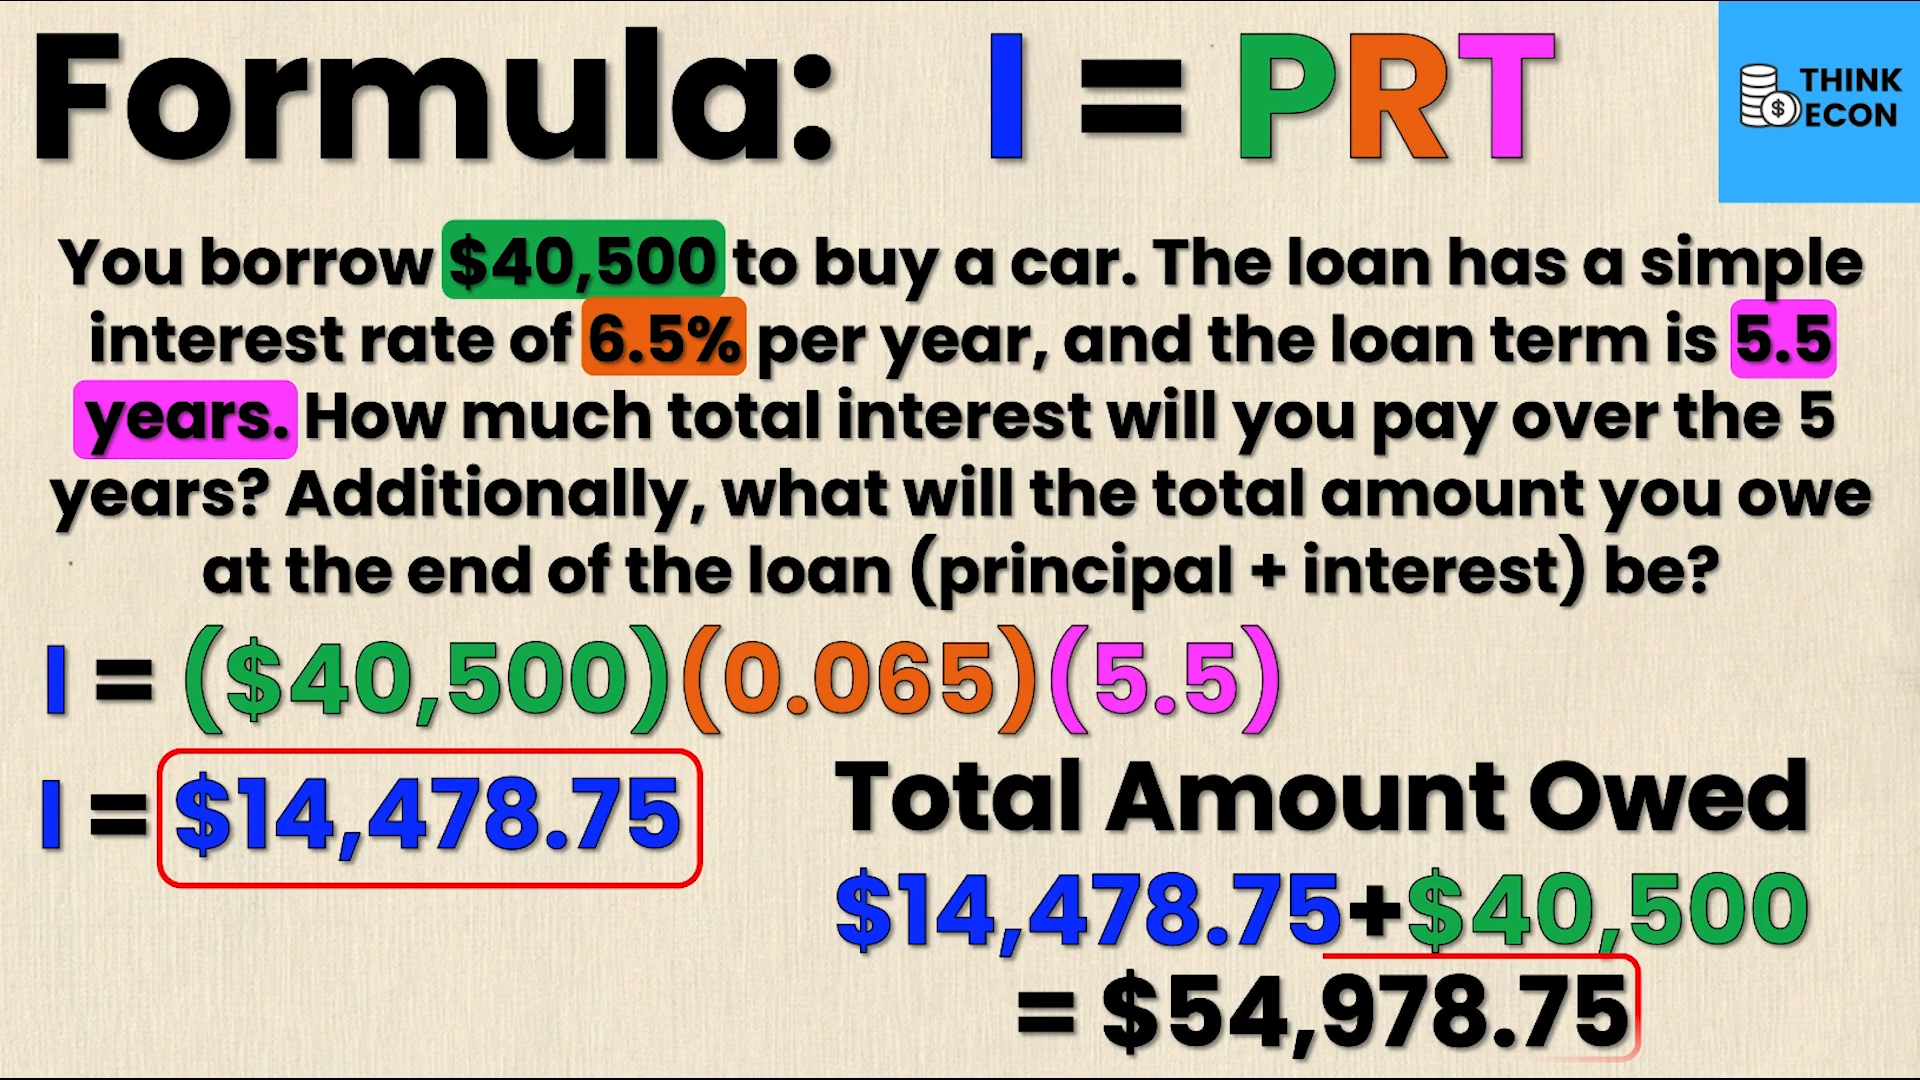 Formula: I = PRT
THINK
ECON
You borrow $40,500 to buy a car. The loan has a simple
interest rate of 6.5% per year, and the loan term is 5.5
years. How much total interest will you pay over the 5
years? Additionally, what will the total amount you owe
at the end of the loan (principal + interest) be?
I = ($40,500)(0.065)(5.5)
I = $14,478.75
Total Amount Owed
$14,478.75+$40,500
= $54,978.75